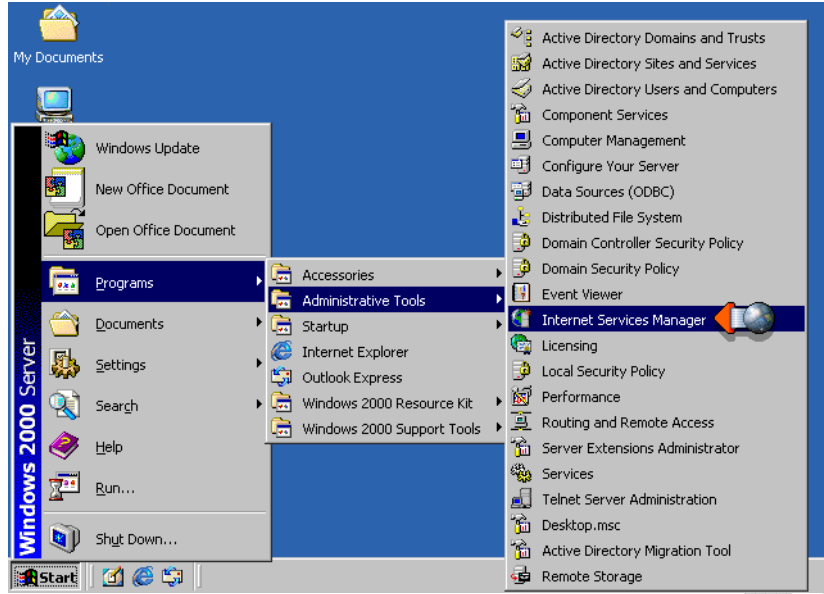 My Documents
Windows 2000 Server
Windows Update
New Office Document
Open Office Document
Programs
Documents
Settings
Search
Help
Run...
Shut Down...
Start
Accessories
Administrative Tools
Startup
Internet Explorer
Outlook Express
Windows 2000 Resource Kit
Windows 2000 Support Tools
Active Directory Domains and Trusts
Active Directory Sites and Services
Active Directory Users and Computers
Component Services
Computer Management
Configure Your Server
Data Sources (ODBC)
Distributed File System
Domain Controller Security Policy
Domain Security Policy
Event Viewer
Internet Services Manager
Licensing
Local Security Policy
Performance
Routing and Remote Access
Server Extensions Administrator
Services
Telnet Server Administration
Desktop.msc
Active Directory Migration Tool
Remote Storage